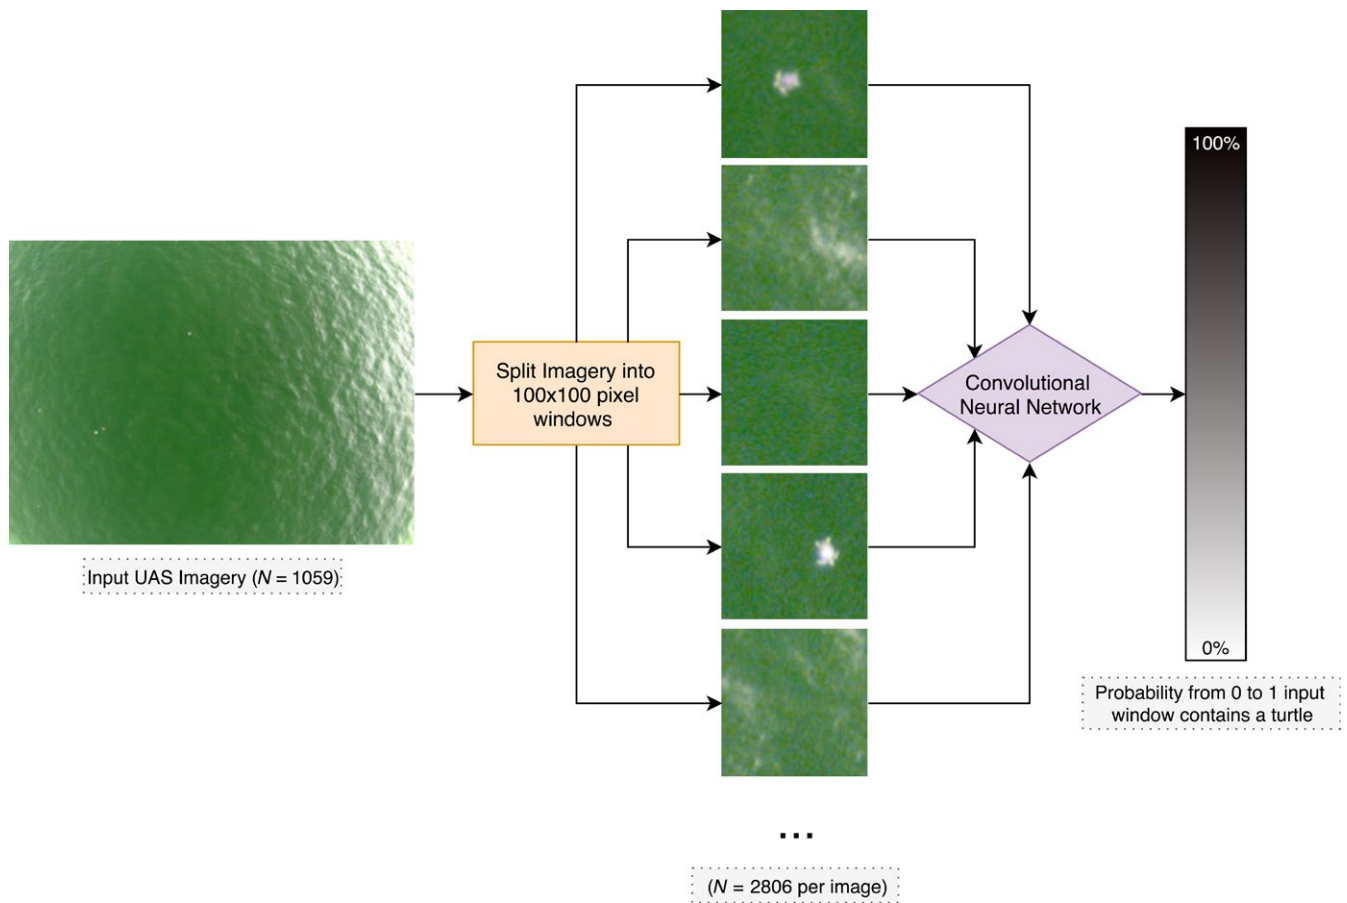 Input UAS Imagery (N = 1059)
Split Imagery into
100x100 pixel
windows
...
(N = 2806 per image)
Convolutional
Neural Network
100%
0%
Probability from 0 to 1 input
window contains a turtle